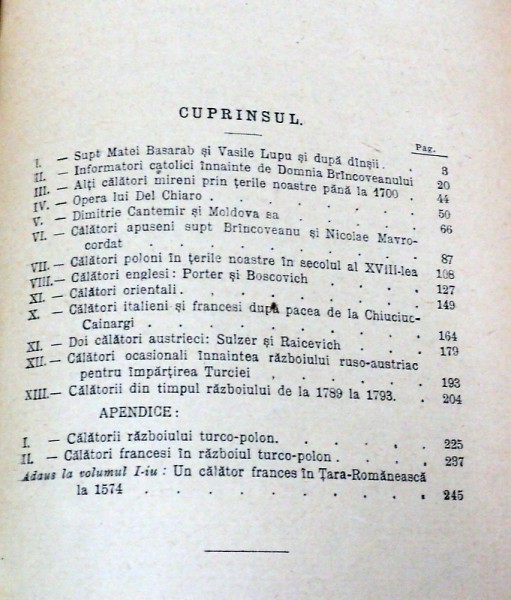 CUPRINSUL.
Pag.
I. — Supt Matei Basarab și Vasile Lupu și după dînșii. . 3
II. — Informatori catolici înnainte de Domnia Brîncoveanului 20
III. — Alți călători mireni prin țerile noastre până la 1700 . 44
IV. — Opera lui Del Chiaro . . . . . . 50
V. — Dimitrie Cantemir și Moldova sa . . . . 66
VI. — Călători apuseni supt Brîncoveanu și Nicolae Mavro-
cordat . . . . . . . . 87
VII. — Călători poloni în țerile noastre în secolul al XVIII-lea 108
VIII. — Călători englesi: Porter și Boscovich . . . 127
XI. — Călători orientali . . . . . . . 149
X. — Călători italieni și francesi după pacea de la Chiuciuc-
Cainargi . . . . . . . . 164
XI. — Doi călători austrieci: Sulzer și Raicevich . . 179
XII. — Călători ocasionali înnaintea războiului ruso-austriac
pentru împărțirea Turciei . . . . . 193
XIII. — Călătorii din timpul războiului de la 1789 la 1793. . 204
APENDICE:
I. — Călătorii războiului turco-polon. . . . . 225
II. — Călători francesi în războiul turco-polon . . . . 237
Adaus la volumul I-iu: Un călător frances în Țara-Românească
la 1574 . . . . . . . . . 245